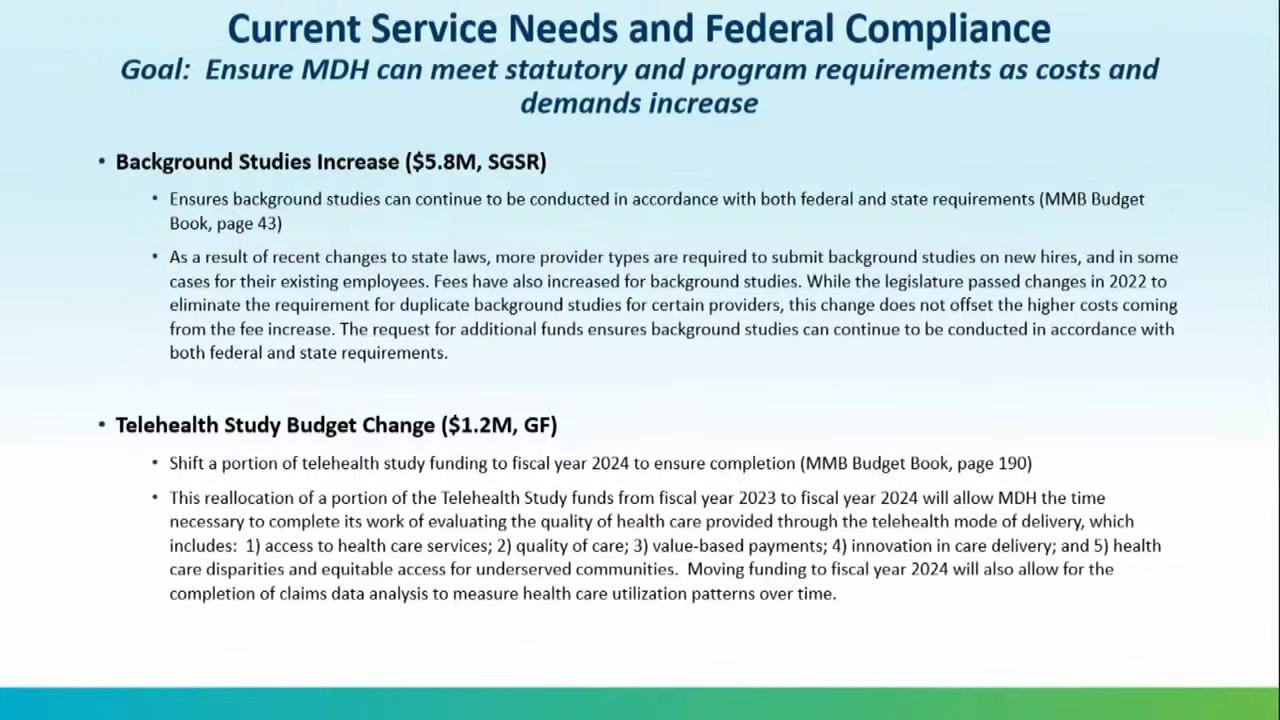 Current Service Needs and Federal Compliance
Goal:  Ensure MDH can meet statutory and program requirements as costs and
demands increase
• Background Studies Increase ($5.8M, SGSR)
• Ensures background studies can continue to be conducted in accordance with both federal and state requirements (MMB Budget
Book, page 43)
• As a result of recent changes to state laws, more provider types are required to submit background studies on new hires, and in some
cases for their existing employees. Fees have also increased for background studies. While the legislature passed changes in 2022 to
eliminate the requirement for duplicate background studies for certain providers, this change does not offset the higher costs coming
from the fee increase. The request for additional funds ensures background studies can continue to be conducted in accordance with
both federal and state requirements.
• Telehealth Study Budget Change ($1.2M, GF)
• Shift a portion of telehealth study funding to fiscal year 2024 to ensure completion (MMB Budget Book, page 190)
• This reallocation of a portion of the Telehealth Study funds from fiscal year 2023 to fiscal year 2024 will allow MDH the time
necessary to complete its work of evaluating the quality of health care provided through the telehealth mode of delivery, which
includes:  1) access to health care services; 2) quality of care; 3) value-based payments; 4) innovation in care delivery; and 5) health
care disparities and equitable access for underserved communities.  Moving funding to fiscal year 2024 will also allow for the
completion of claims data analysis to measure health care utilization patterns over time.